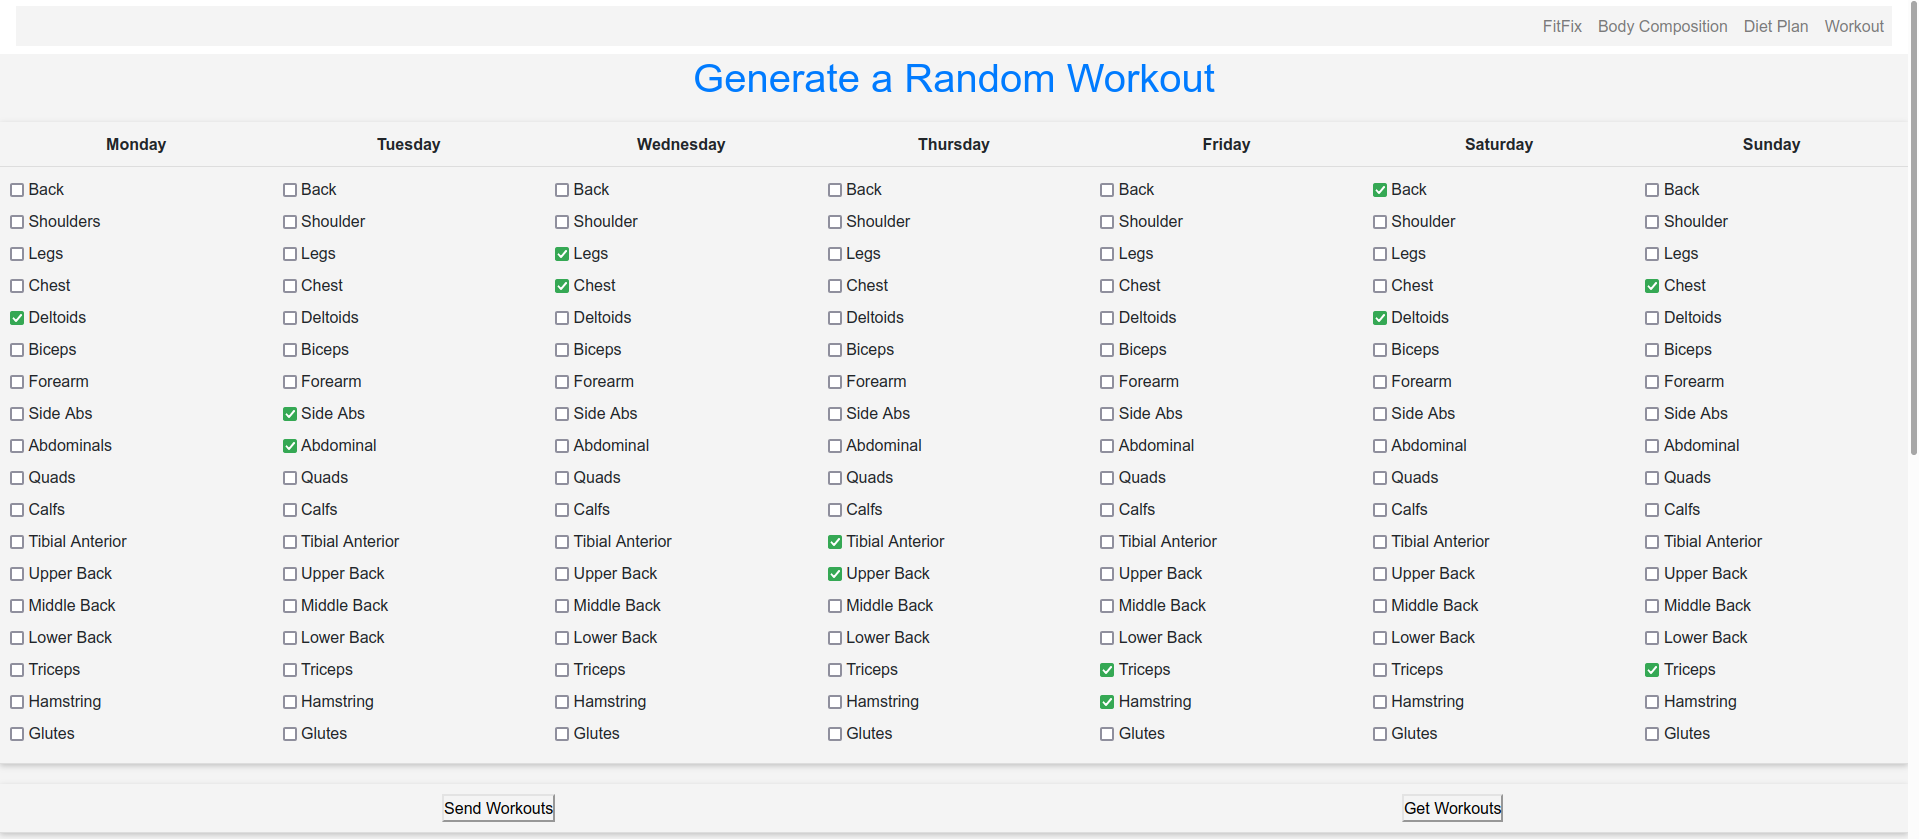 FitFix Body Composition Diet Plan Workout
Generate a Random Workout
Monday Tuesday Wednesday Thursday Friday Saturday Sunday
Back Back Back Back Back Back Back
Shoulders Shoulder Shoulder Shoulder Shoulder Shoulder Shoulder
Legs Legs Legs Legs Legs Legs Legs
Chest Chest Chest Chest Chest Chest Chest
Deltoids Deltoids Deltoids Deltoids Deltoids Deltoids Deltoids
Biceps Biceps Biceps Biceps Biceps Biceps Biceps
Forearm Forearm Forearm Forearm Forearm Forearm Forearm
Side Abs Side Abs Side Abs Side Abs Side Abs Side Abs Side Abs
Abdominals Abdominal Abdominal Abdominal Abdominal Abdominal Abdominal
Quads Quads Quads Quads Quads Quads Quads
Calfs Calfs Calfs Calfs Calfs Calfs Calfs
Tibial Anterior Tibial Anterior Tibial Anterior Tibial Anterior Tibial Anterior Tibial Anterior Tibial Anterior
Upper Back Upper Back Upper Back Upper Back Upper Back Upper Back Upper Back
Middle Back Middle Back Middle Back Middle Back Middle Back Middle Back Middle Back
Lower Back Lower Back Lower Back Lower Back Lower Back Lower Back Lower Back
Triceps Triceps Triceps Triceps Triceps Triceps Triceps
Hamstring Hamstring Hamstring Hamstring Hamstring Hamstring Hamstring
Glutes Glutes Glutes Glutes Glutes Glutes Glutes
Send Workouts Get Workouts